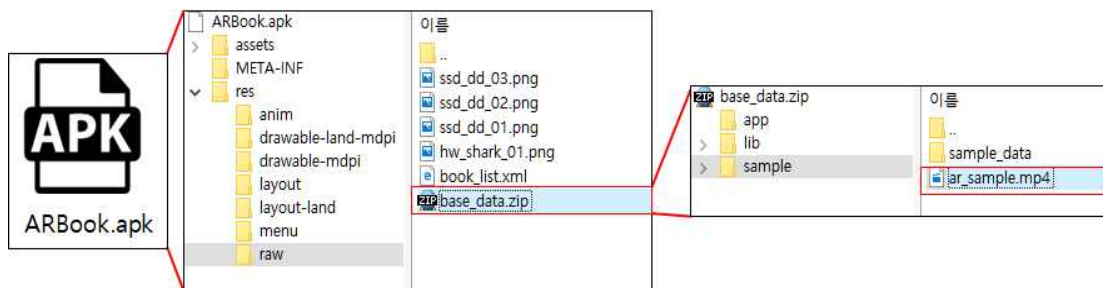 APK
ARBook.apk
ARBook.apk
assets
META-INF
res
anim
drawable-land-mdpi
drawable-mdpi
layout
layout-land
menu
raw
이름
..
ssd_dd_03.png
ssd_dd_02.png
ssd_dd_01.png
hw_shark_01.png
book_list.xml
ZIP base_data.zip
ZIP base_data.zip
app
lib
sample
이름
..
sample_data
ar_sample.mp4